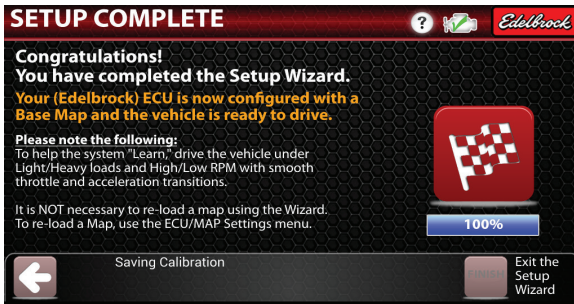 SETUP COMPLETE
?
Edelbrock
Congratulations!
You have completed the Setup Wizard.
Your (Edelbrock) ECU is now configured with a
Base Map and the vehicle is ready to drive.
Please note the following:
To help the system "Learn," drive the vehicle under
Light/Heavy loads and High/Low RPM with smooth
throttle and acceleration transitions.
It is NOT necessary to re-load a map using the Wizard.
To re-load a Map, use the ECU/MAP Settings menu.
100%
Saving Calibration
FINISH
Exit the
Setup
Wizard